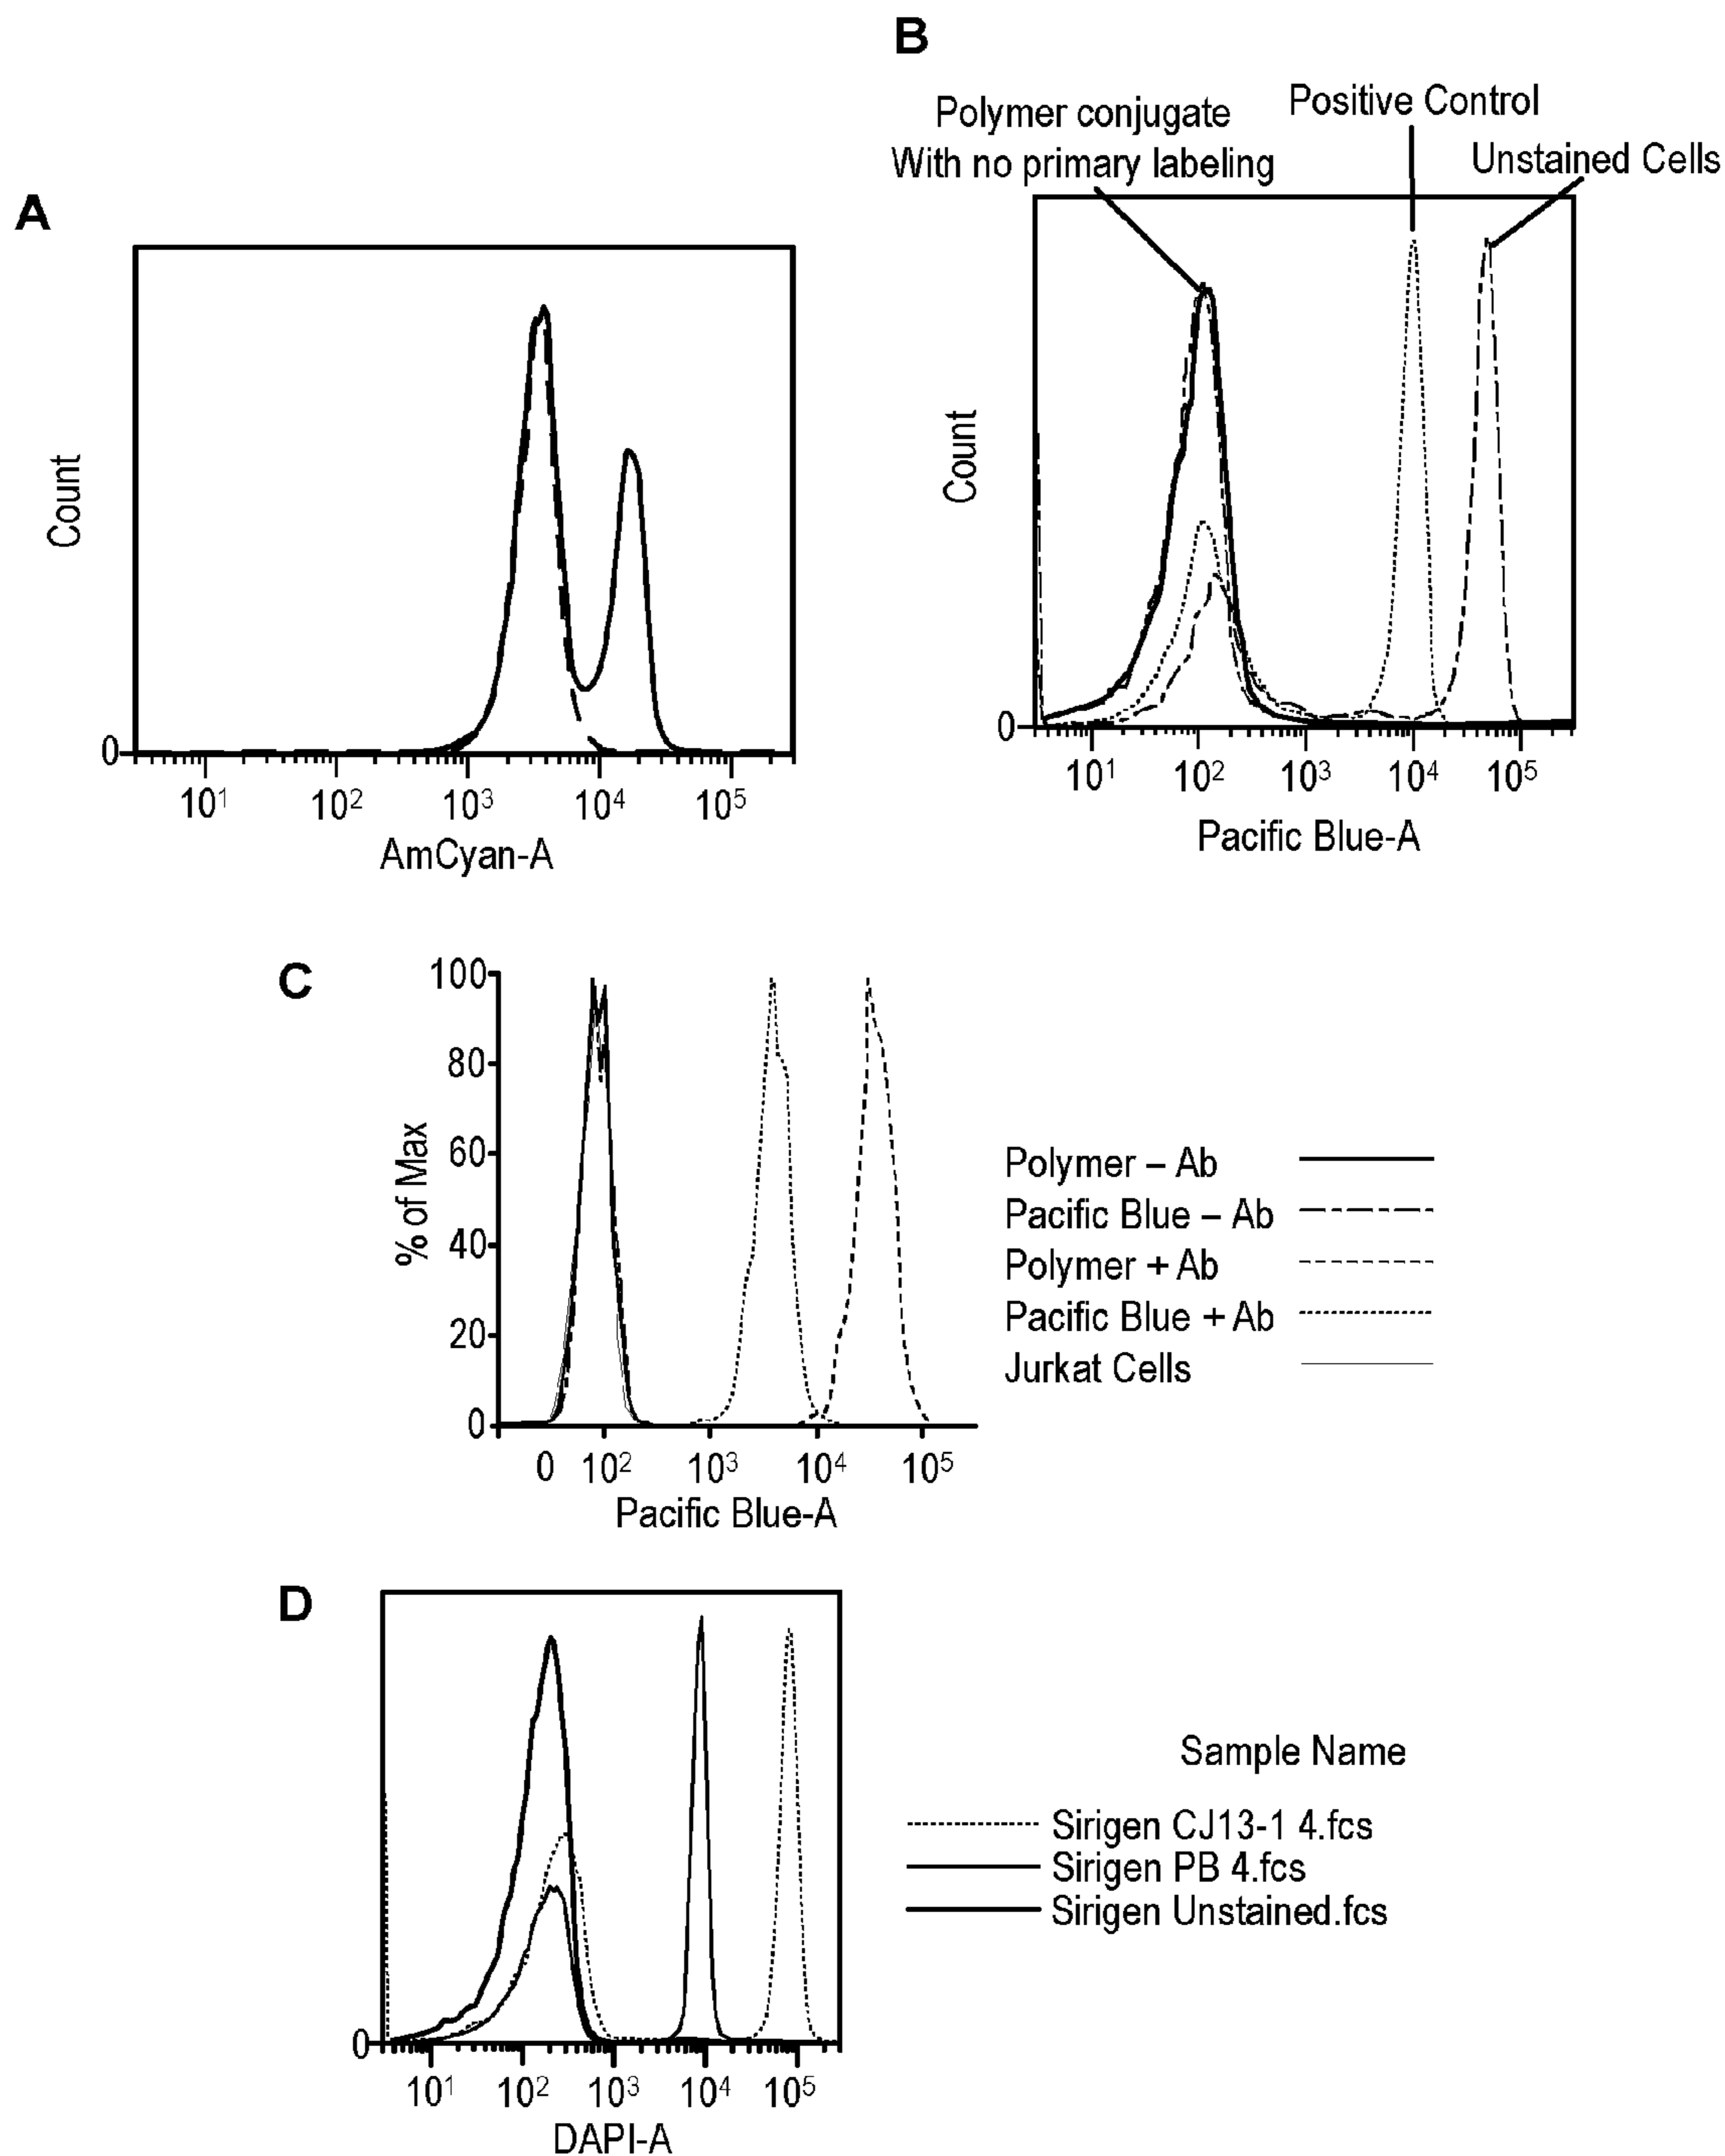 A
Count
0
10¹ 10² 10³ 10⁴ 10⁵
AmCyan-A
B
Polymer conjugate
With no primary labeling
Positive Control
Unstained Cells
Count
0
10¹ 10² 10³ 10⁴ 10⁵
Pacific Blue-A
C
% of Max
100
80
60
40
20
0
0 10² 10³ 10⁴ 10⁵
Pacific Blue-A
Polymer – Ab
Pacific Blue – Ab
Polymer + Ab
Pacific Blue + Ab
Jurkat Cells
D
0
10¹ 10² 10³ 10⁴ 10⁵
DAPI-A
Sample Name
Sirigen CJ13-1 4.fcs
Sirigen PB 4.fcs
Sirigen Unstained.fcs